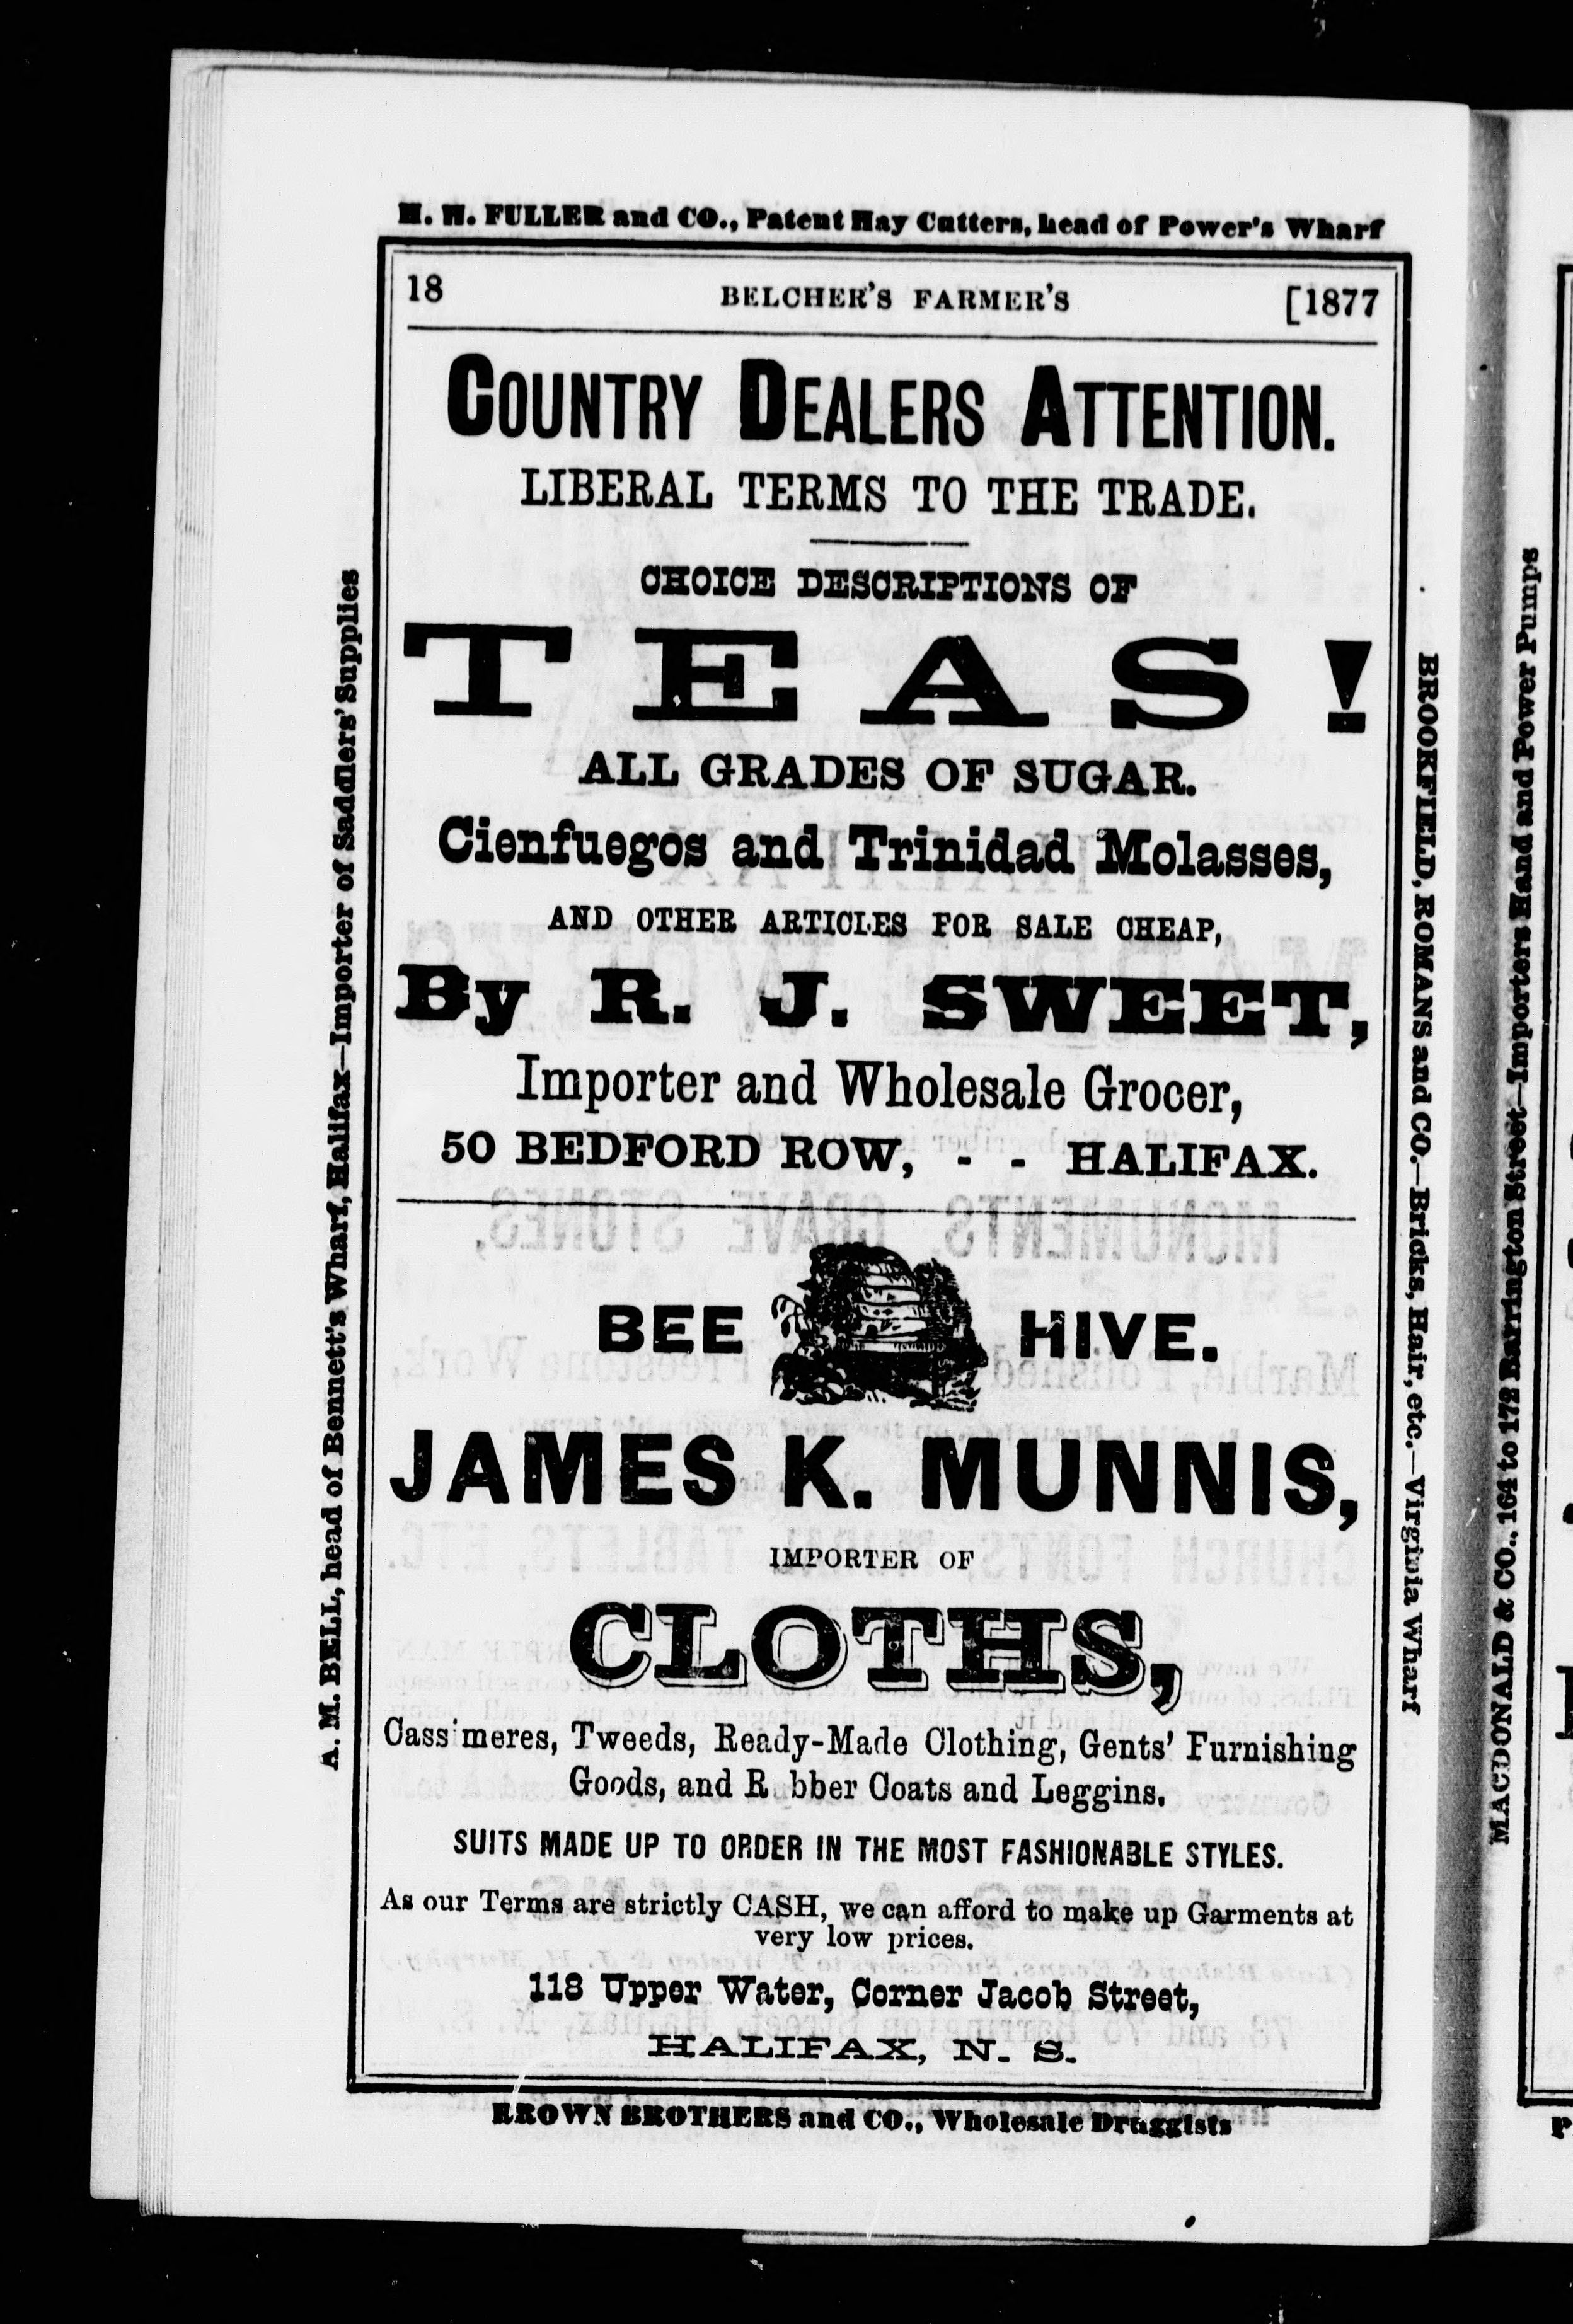 H. H. FULLER and CO., Patent Hay Cutters, head of Power's Wharf
18 BELCHER'S FARMER'S [1877
COUNTRY DEALERS ATTENTION.
LIBERAL TERMS TO THE TRADE.
CHOICE DESCRIPTIONS OF
TEAS!
ALL GRADES OF SUGAR.
Cienfuegos and Trinidad Molasses,
AND OTHER ARTICLES FOR SALE CHEAP,
By R. J. SWEET,
Importer and Wholesale Grocer,
50 BEDFORD ROW, - - HALIFAX.
BEE HIVE.
JAMES K. MUNNIS,
IMPORTER OF
CLOTHS,
Cass meres, Tweeds, Ready-Made Clothing, Gents' Furnishing
Goods, and R bber Coats and Leggins.
SUITS MADE UP TO ORDER IN THE MOST FASHIONABLE STYLES.
As our Terms are strictly CASH, we can afford to make up Garments at
very low prices.
118 Upper Water, Corner Jacob Street,
HALIFAX, N. S.
BROWN BROTHERS and CO., Wholesale Druggists
A. M. BELL, head of Bennett's Wharf, Halifax—Importer of Saddlers' Supplies
BROOKFIELD, ROMANS and CO.—Bricks, Hair, etc.—Virginia Wharf
MACDONALD & CO., 164 to 172 Barrington Street—Importers Hand and Power Pumps